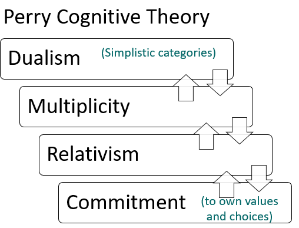 Perry Cognitive Theory
Dualism (Simplistic categories)
Multiplicity
Relativism
Commitment (to own values
and choices)